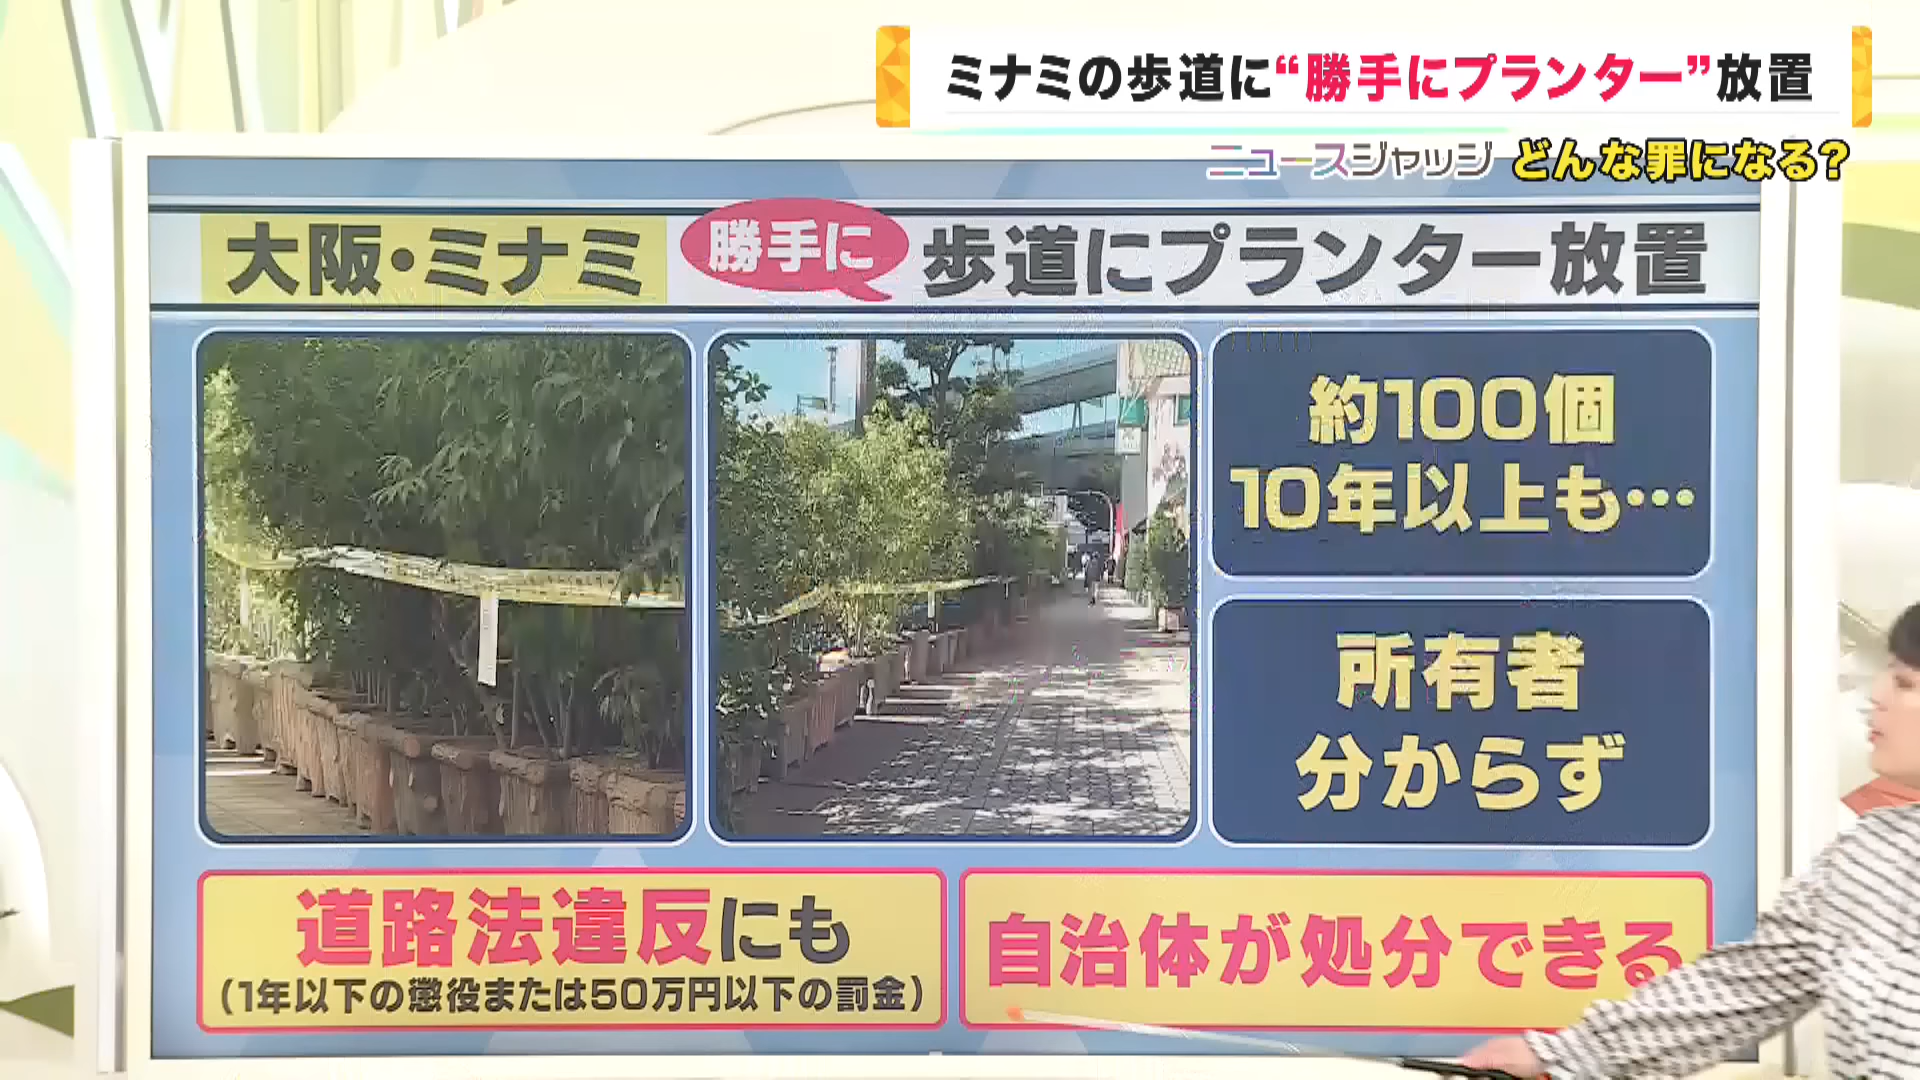 ミナミの歩道に“勝手にプランター”放置
ニュースジャッジ どんな罪になる?
大阪・ミナミ 勝手に 歩道にプランター放置
約100個
10年以上も…
所有者
分からず
道路法違反にも
(1年以下の懲役または50万円以下の罰金)
自治体が処分できる